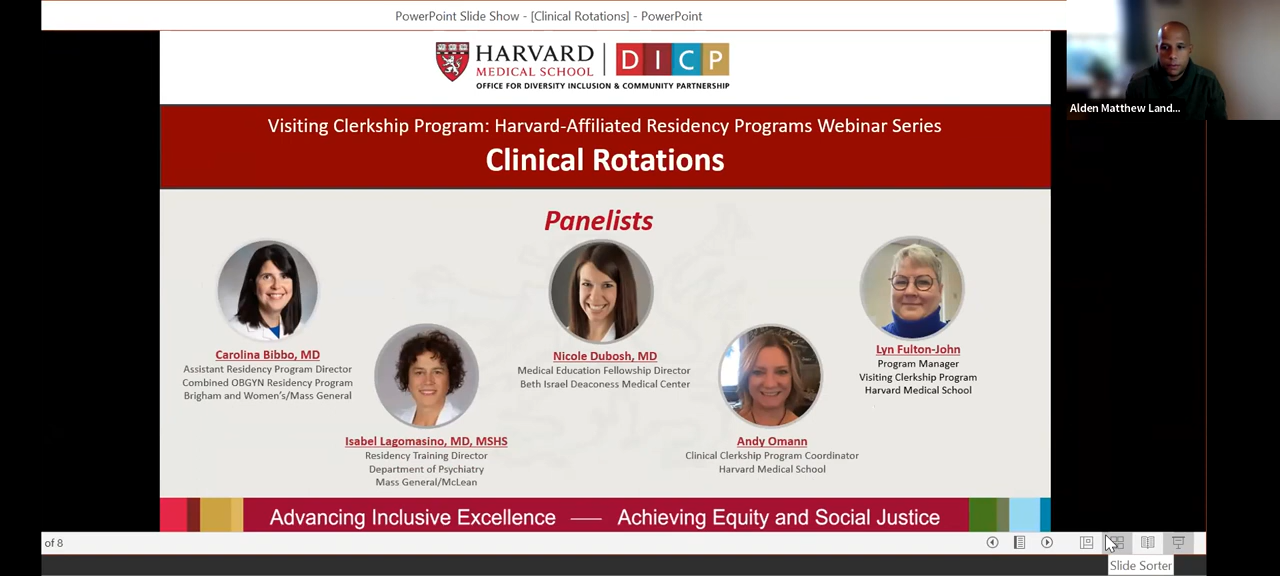 PowerPoint Slide Show - [Clinical Rotations] - PowerPoint
HARVARD
MEDICAL SCHOOL
DICP
OFFICE FOR DIVERSITY INCLUSION & COMMUNITY PARTNERSHIP
Alden Matthew Land...
Visiting Clerkship Program: Harvard-Affiliated Residency Programs Webinar Series
Clinical Rotations
Panelists
Carolina Bibbo, MD
Assistant Residency Program Director
Combined OBGYN Residency Program
Brigham and Women's/Mass General
Isabel Lagomasino, MD, MSHS
Residency Training Director
Department of Psychiatry
Mass General/McLean
Nicole Dubosh, MD
Medical Education Fellowship Director
Beth Israel Deaconess Medical Center
Andy Omann
Clinical Clerkship Program Coordinator
Harvard Medical School
Lyn Fulton-John
Program Manager
Visiting Clerkship Program
Harvard Medical School
Advancing Inclusive Excellence — Achieving Equity and Social Justice
of 8
Slide Sorter